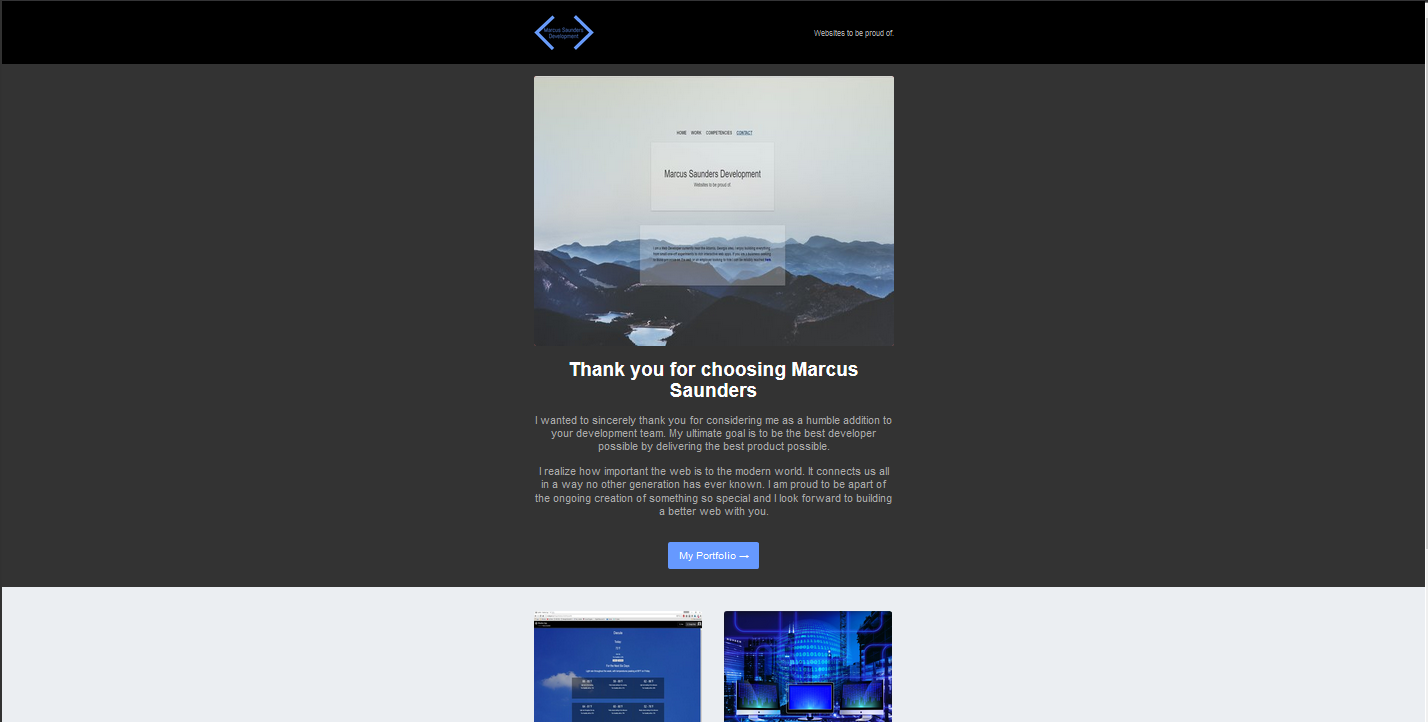 Marcus Saunders
Development
Websites to be proud of.
HOME WORK COMPETENCIES CONTACT
Marcus Saunders Development
Websites to be proud of.
Thank you for choosing Marcus
Saunders
I wanted to sincerely thank you for considering me as a humble addition to
your development team. My ultimate goal is to be the best developer
possible by delivering the best product possible.
I realize how important the web is to the modern world. It connects us all
in a way no other generation has ever known. I am proud to be apart of
the ongoing creation of something so special and I look forward to building
a better web with you.
My Portfolio →